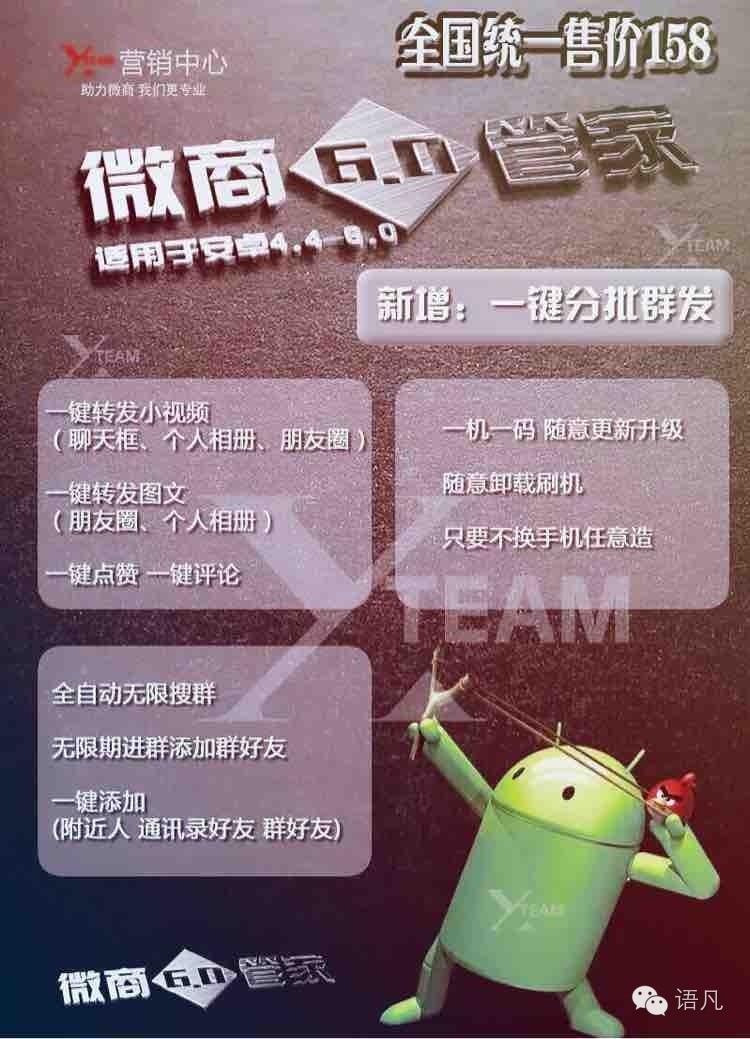 全国统一售价158
Y 营销中心
助力微商 我们更专业
微商6.0管家
适用于安卓4.4-6.0
YTEAM
新增：一键分批群发
YTEAM
一键转发小视频
（聊天框、个人相册、朋友圈）
一键转发图文
（朋友圈、个人相册）
一键点赞 一键评论
一机一码 随意更新升级
随意卸载刷机
只要不换手机任意造
YTEAM
全自动无限搜群
无限期进群添加群好友
一键添加
(附近人 通讯录好友 群好友)
YTEAM
微商6.0管家
语凡